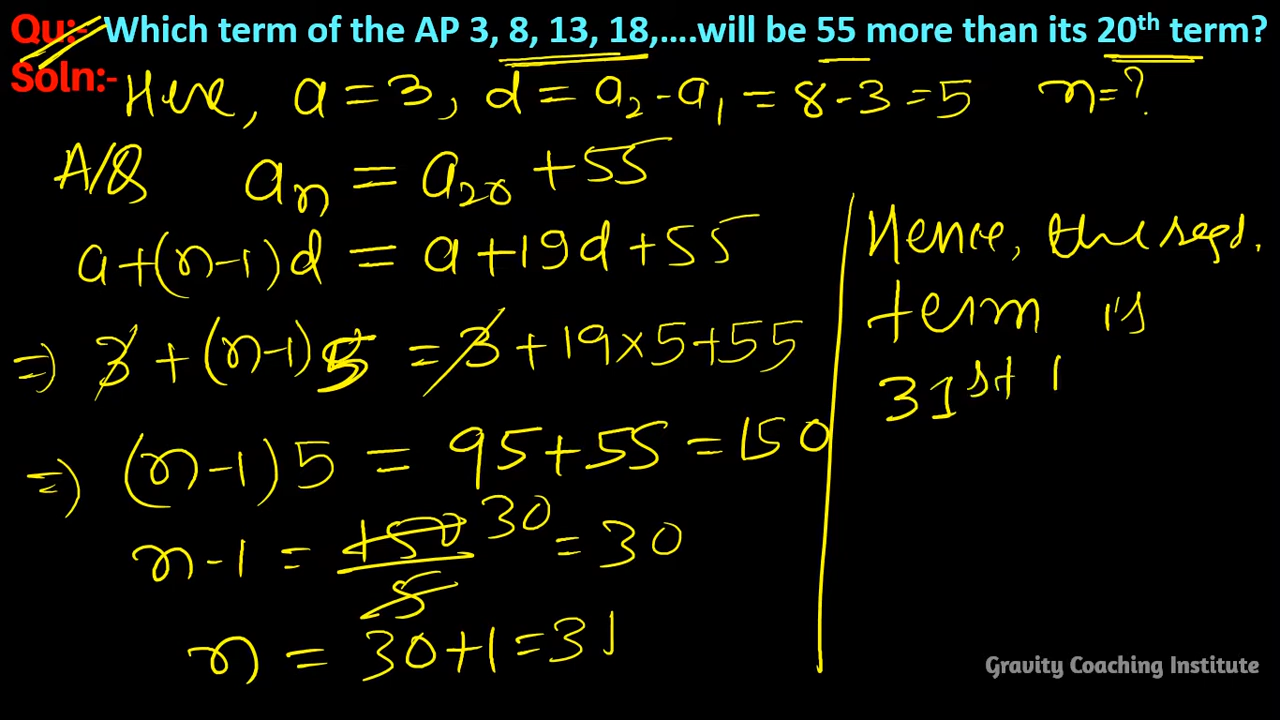 Qu:- Which term of the AP 3, 8, 13, 18,....will be 55 more than its 20th term?
Soln:- Here, a = 3, d = a₂ - a₁ = 8 - 3 = 5 n = ?
A/Q aₙ = a₂₀ + 55
a + (n-1)d = a + 19d + 55
⇒ 3 + (n-1)5 = 3 + 19×5 + 55
⇒ (n-1)5 = 95 + 55 = 150
n - 1 = 150/5 30 = 30
n = 30 + 1 = 31
Hence, the reqd.
term is
31st |
Gravity Coaching Institute